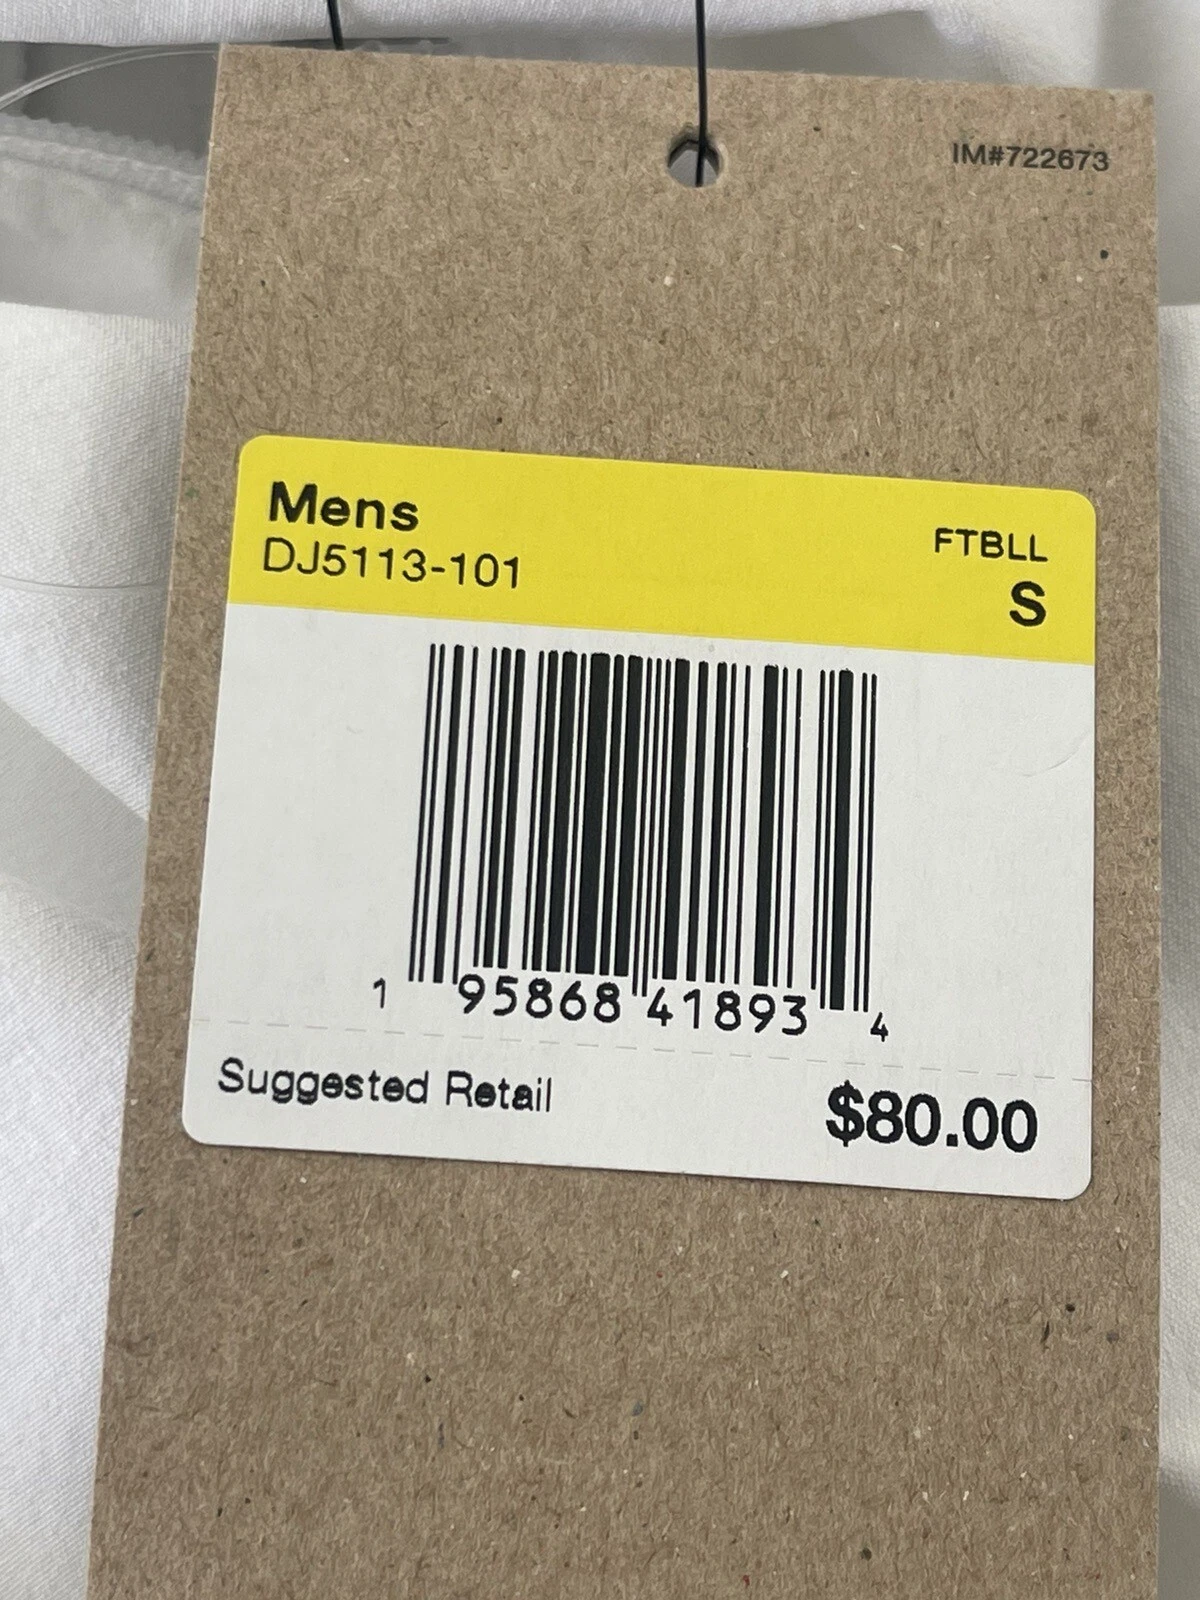 IM#722673
Mens
DJ5113-101
FTBLL
S
1 95868 41893 4
Suggested Retail
$80.00